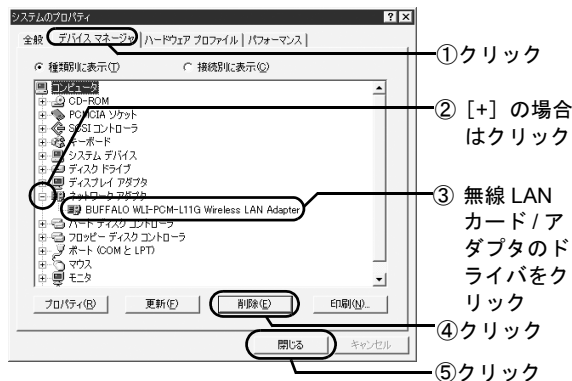 システムのプロパティ
? ×
全般 デバイス マネージャ ハードウェア プロファイル パフォーマンス
①クリック
種類別に表示(T) 接続別に表示(C)
コンピュータ
CD-ROM
PCMCIA ソケット
SCSI コントローラ
キーボード
システム デバイス
ディスク ドライブ
ディスプレイ アダプタ
ネットワーク アダプタ
BUFFALO WLI-PCM-L11G Wireless LAN Adapter
ハード ディスク コントローラ
フロッピー ディスク コントローラ
ポート (COM と LPT)
マウス
モニタ
② [+] の場合
はクリック
③ 無線 LAN
カード / ア
ダプタのド
ライバをク
リック
プロパティ(R) 更新(F) 削除(E) 印刷(N)...
④クリック
閉じる キャンセル
⑤クリック